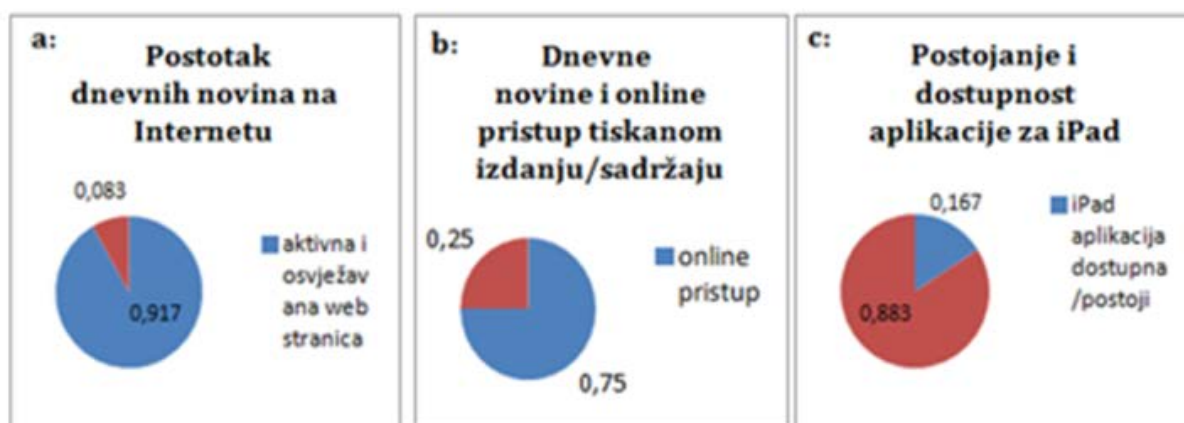 a:
Postotak
dnevnih novina na
Internetu
0,083
0,917
aktivna i
osvježav
ana web
stranica
b:
Dnevne
novine i online
pristup tiskanom
izdanju/sadržaju
0,25
0,75
online
pristup
c:
Postojanje i
dostupnost
aplikacije za iPad
0,167
0,883
iPad
aplikacija
dostupna
/postoji